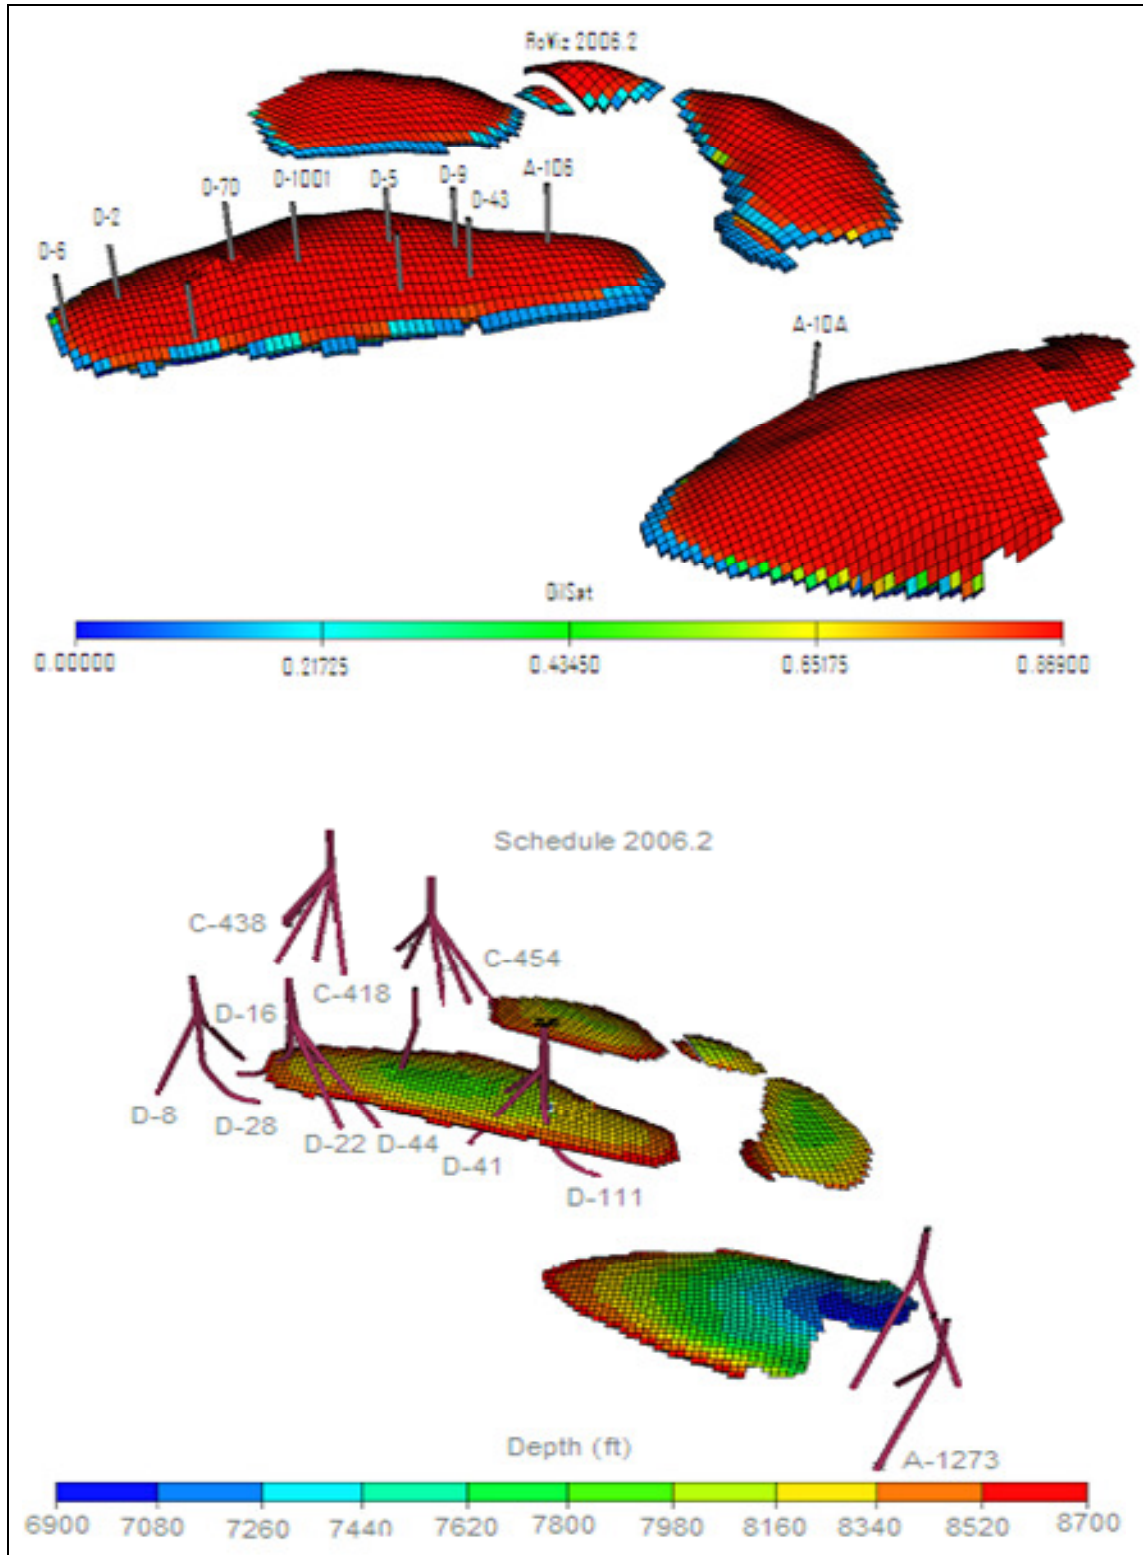 RoViz 2006.2
D-6
D-2
D-70
D-1001
D-5
D-9
D-43
A-106
A-10A
OilSat
0.00000 0.21725 0.43450 0.65175 0.86900
Schedule 2006.2
C-438
C-454
C-418
D-16
D-8
D-28
D-22 D-44
D-41
D-111
A-1273
Depth (ft)
6900 7080 7260 7440 7620 7800 7980 8160 8340 8520 8700